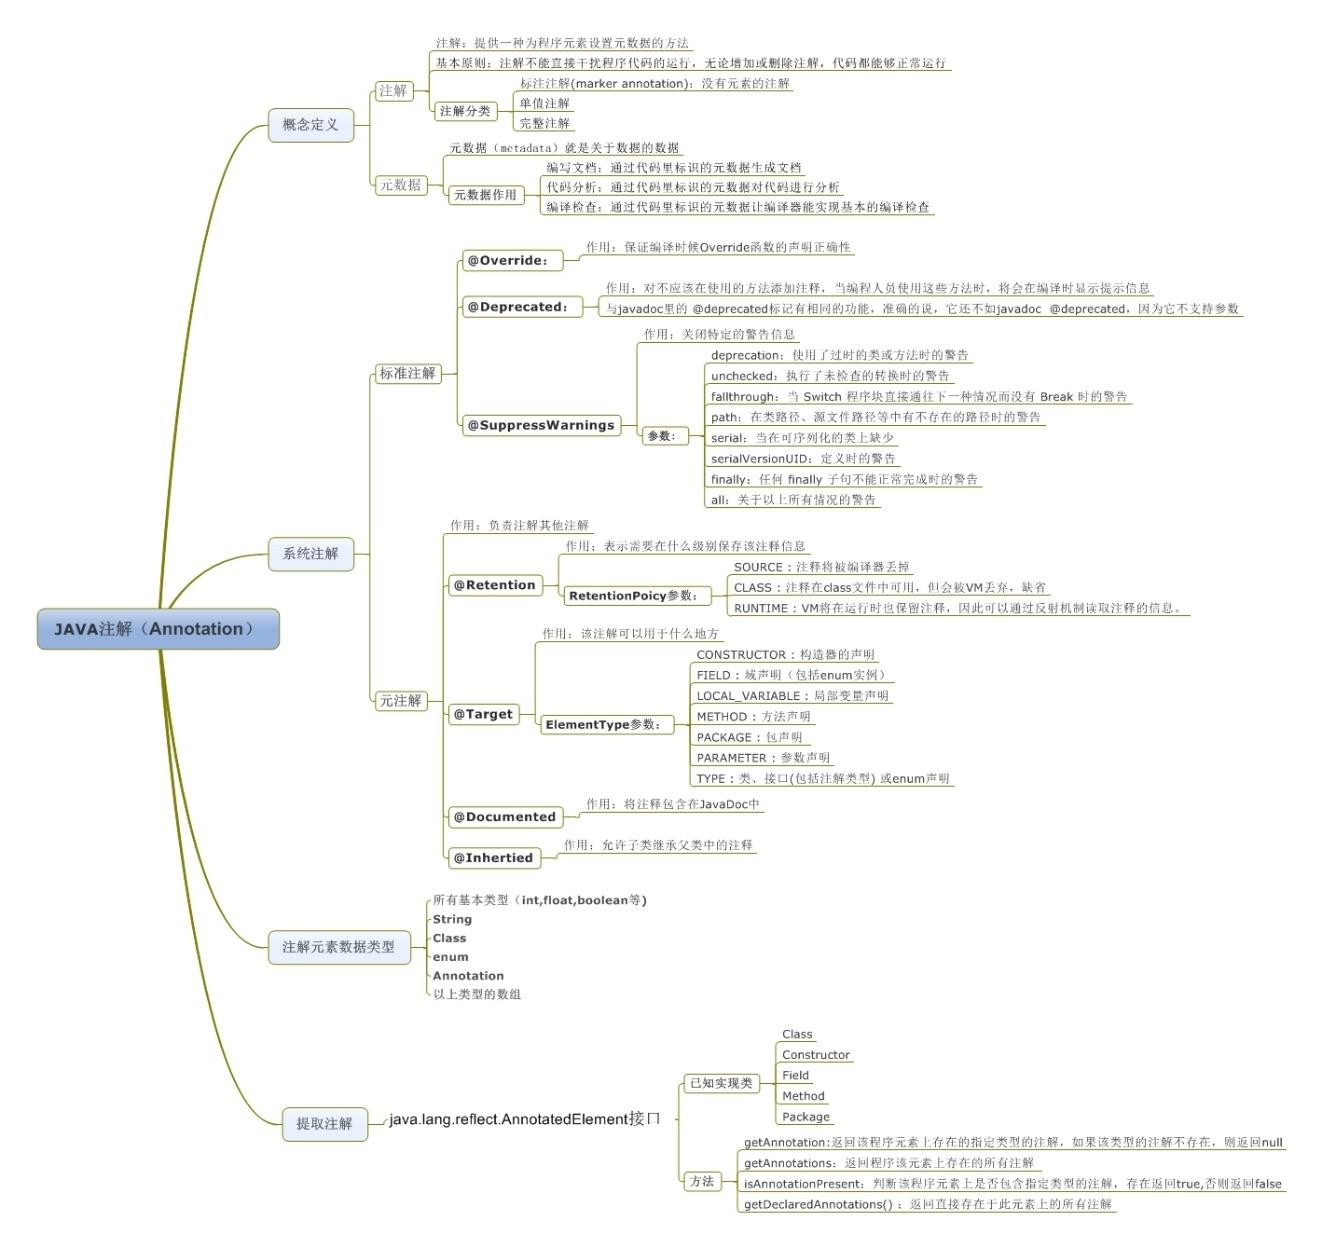 JAVA注解（Annotation）
概念定义
注解
注解：提供一种为程序元素设置元数据的方法
基本原则：注解不能直接干扰程序代码的运行，无论增加或删除注解，代码都能够正常运行
注解分类
标注注解(marker annotation)：没有元素的注解
单值注解
完整注解
元数据
元数据（metadata）就是关于数据的数据
元数据作用
编写文档：通过代码里标识的元数据生成文档
代码分析：通过代码里标识的元数据对代码进行分析
编译检查：通过代码里标识的元数据让编译器能实现基本的编译检查
系统注解
标准注解
@Override：
作用：保证编译时候Override函数的声明正确性
@Deprecated：
作用：对不应该在使用的方法添加注释，当编程人员使用这些方法时，将会在编译时显示提示信息
与javadoc里的 @deprecated标记有相同的功能，准确的说，它还不如javadoc @deprecated，因为它不支持参数
@SuppressWarnings
作用：关闭特定的警告信息
参数：
deprecation：使用了过时的类或方法时的警告
unchecked：执行了未检查的转换时的警告
fallthrough：当 Switch 程序块直接通往下一种情况而没有 Break 时的警告
path：在类路径、源文件路径等中有不存在的路径时的警告
serial：当在可序列化的类上缺少
serialVersionUID：定义时的警告
finally：任何 finally 子句不能正常完成时的警告
all：关于以上所有情况的警告
元注解
作用：负责注解其他注解
@Retention
作用：表示需要在什么级别保存该注释信息
RetentionPoicy参数：
SOURCE：注释将被编译器丢掉
CLASS：注释在class文件中可用，但会被VM丢弃，缺省
RUNTIME：VM将在运行时也保留注释，因此可以通过反射机制读取注释的信息。
@Target
作用：该注解可以用于什么地方
ElementType参数：
CONSTRUCTOR：构造器的声明
FIELD：域声明（包括enum实例）
LOCAL_VARIABLE：局部变量声明
METHOD：方法声明
PACKAGE：包声明
PARAMETER：参数声明
TYPE：类、接口(包括注解类型) 或enum声明
@Documented
作用：将注释包含在JavaDoc中
@Inhertied
作用：允许子类继承父类中的注释
注解元素数据类型
所有基本类型（int,float,boolean等)
String
Class
enum
Annotation
以上类型的数组
提取注解
java.lang.reflect.AnnotatedElement接口
已知实现类
Class
Constructor
Field
Method
Package
方法
getAnnotation:返回该程序元素上存在的指定类型的注解，如果该类型的注解不存在，则返回null
getAnnotations：返回程序该元素上存在的所有注解
isAnnotationPresent：判断该程序元素上是否包含指定类型的注解，存在返回true,否则返回false
getDeclaredAnnotations()：返回直接存在于此元素上的所有注解